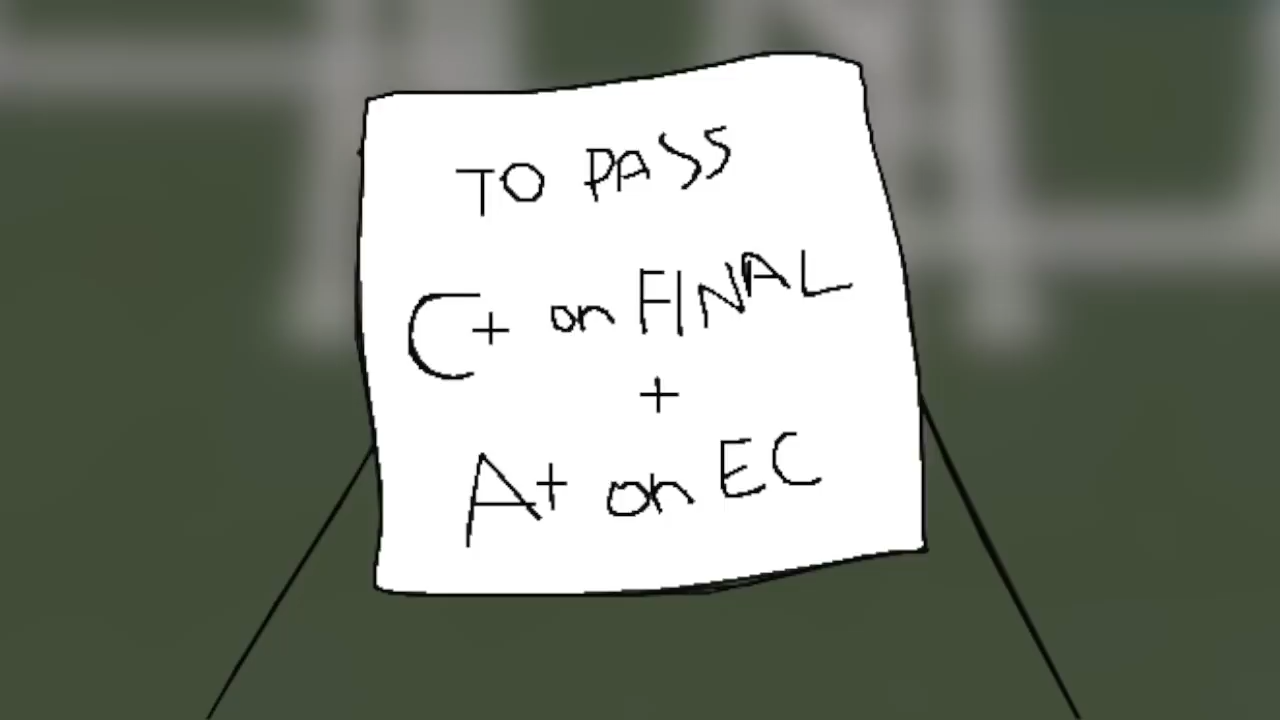 TO PASS
C+ on FINAL
+
A+ on EC